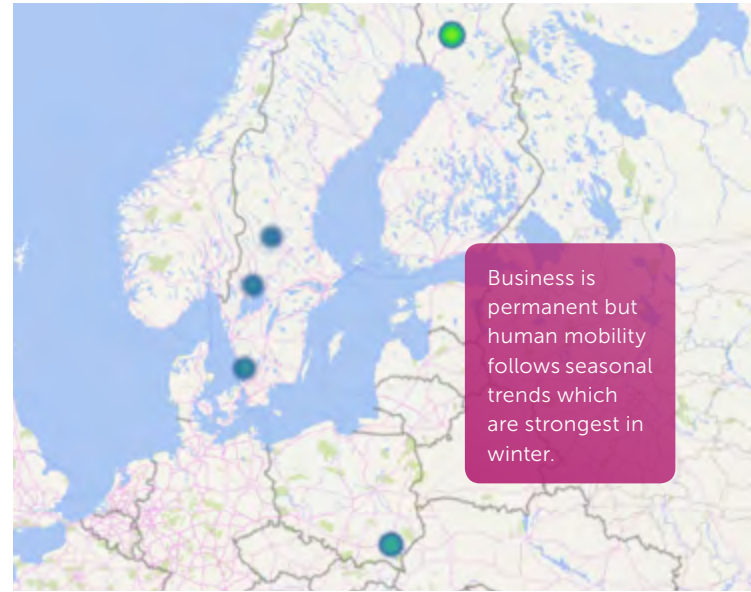 Business is
permanent but
human mobility
follows seasonal
trends which
are strongest in
winter.